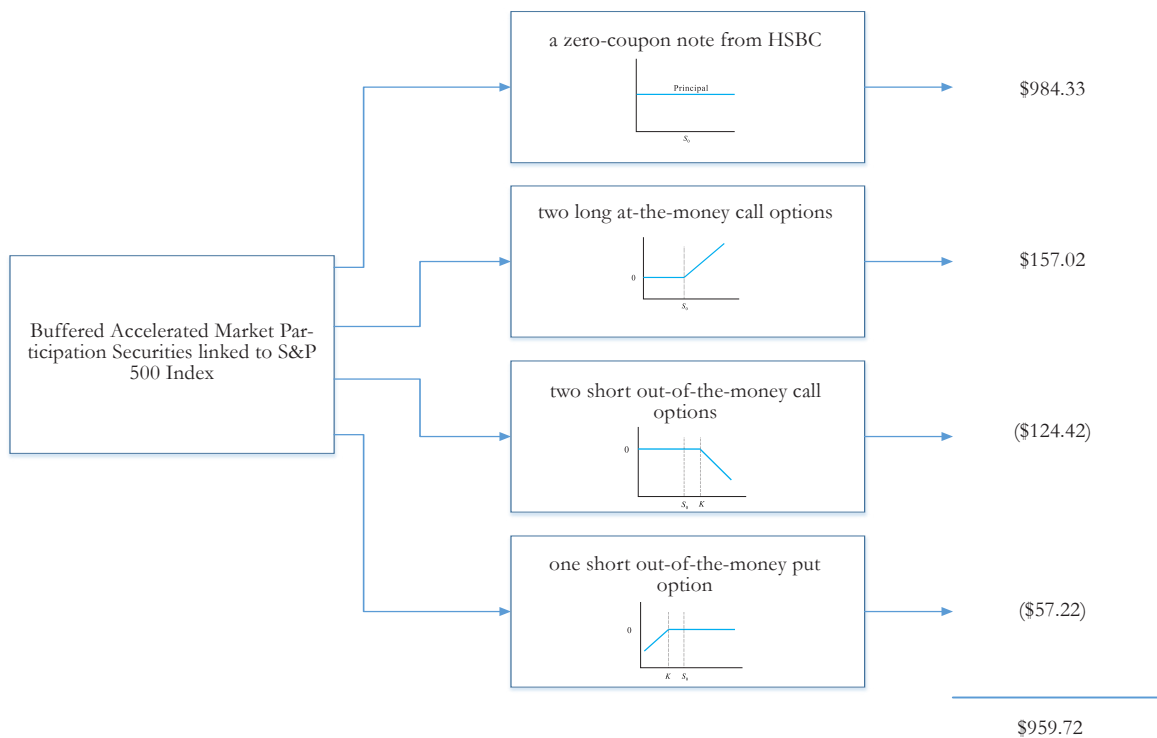 a zero-coupon note from HSBC
Principal
S₀
$984.33
two long at-the-money call options
0
S₀
$157.02
Buffered Accelerated Market Par-
ticipation Securities linked to S&P
500 Index
two short out-of-the-money call
options
0
S₀ K
($124.42)
one short out-of-the-money put
option
0
K S₀
($57.22)
$959.72